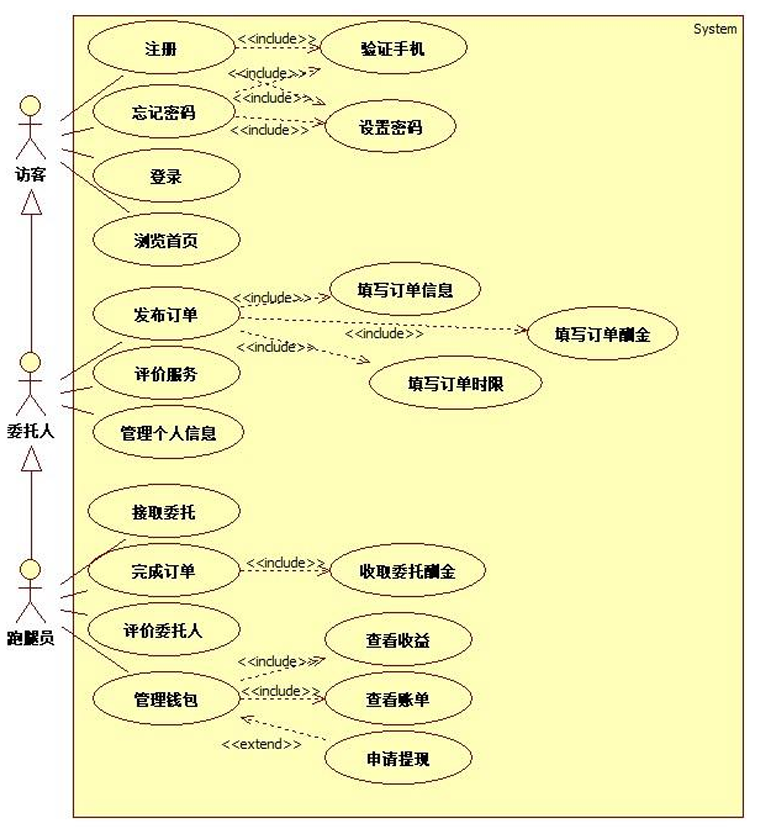 System
注册
<<include>>
验证手机
<<include>>
忘记密码
<<include>>
<<include>>
设置密码
访客
登录
浏览首页
发布订单
<<include>>
填写订单信息
<<include>>
填写订单酬金
<<include>>
评价服务
填写订单时限
委托人
管理个人信息
接取委托
完成订单
<<include>>
收取委托酬金
跑腿员
评价委托人
查看收益
<<include>>
管理钱包
<<include>>
查看账单
<<extend>>
申请提现